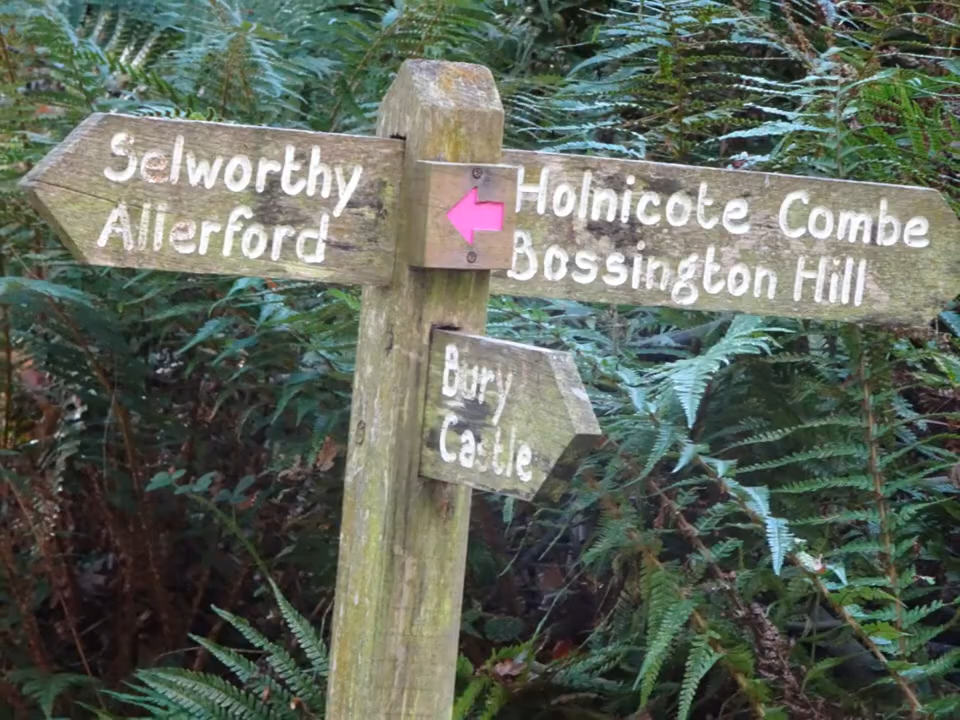 Selworthy
Allerford
Holnicote Combe
Bossington Hill
Bury
Castle